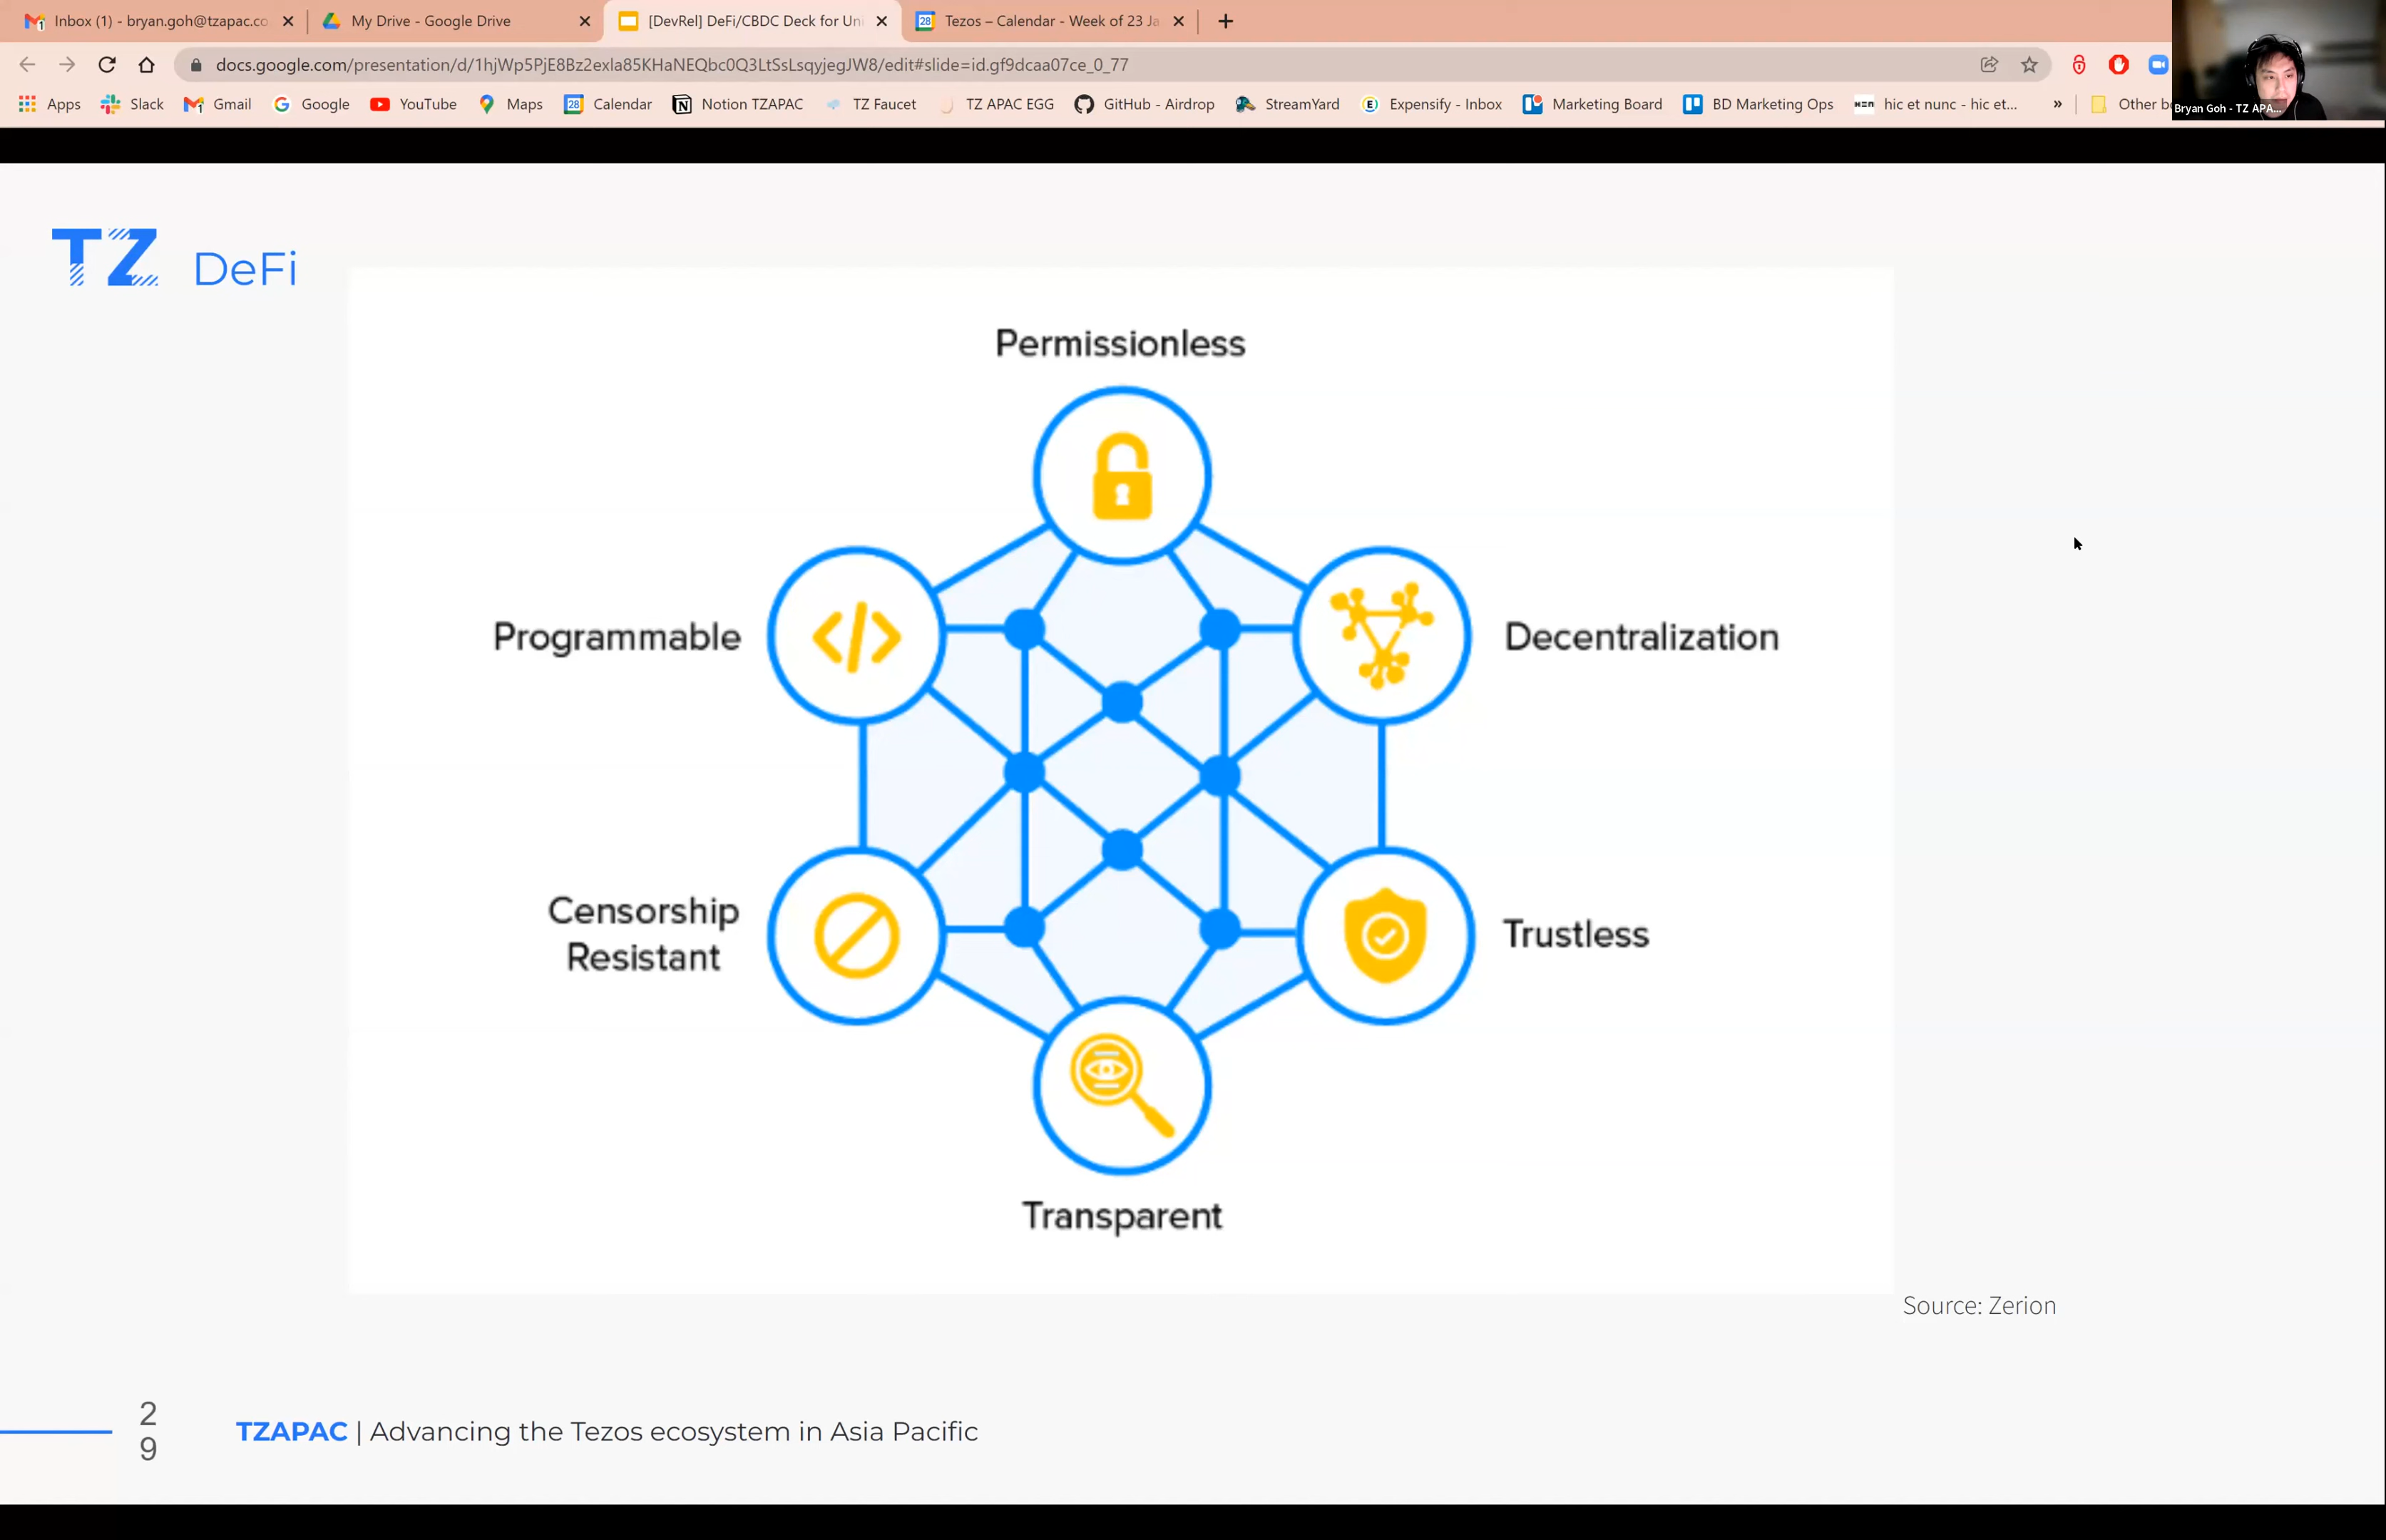 Inbox (1) - bryan.goh@tzapac.co
My Drive - Google Drive
[DevRel] DeFi/CBDC Deck for Uni
Tezos – Calendar - Week of 23 Ja
docs.google.com/presentation/d/1hjWp5PjE8Bz2exla85KHaNEQbc0Q3LtSsLsqyjegJW8/edit#slide=id.gf9dcaa07ce_0_77
Apps
Slack
Gmail
Google
YouTube
Maps
Calendar
Notion TZAPAC
TZ Faucet
TZ APAC EGG
GitHub - Airdrop
StreamYard
Expensify - Inbox
Marketing Board
BD Marketing Ops
hic et nunc - hic et...
»
Other b
Bryan Goh - TZ APA...
TZ DeFi
Permissionless
Programmable
Decentralization
Censorship
Resistant
Trustless
Transparent
Source: Zerion
2
9
TZAPAC | Advancing the Tezos ecosystem in Asia Pacific